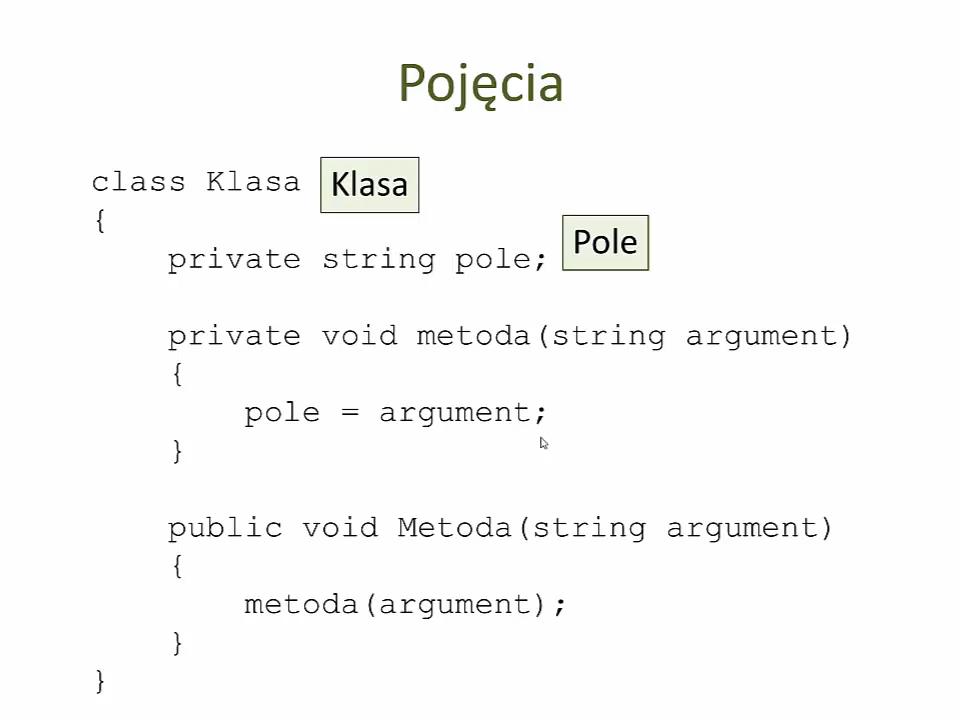 Pojęcia
class Klasa Klasa
{
private string pole; Pole
private void metoda(string argument)
{
pole = argument;
}
public void Metoda(string argument)
{
metoda(argument);
}
}